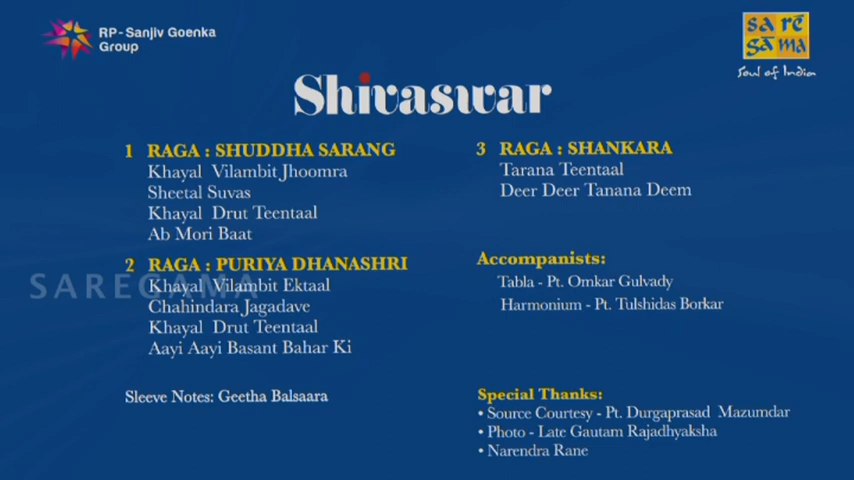 RP-Sanjiv Goenka
Group
sa rē
gā ma
Soul of India
Shivaswar
1 RAGA : SHUDDHA SARANG
Khayal Vilambit Jhoomra
Sheetal Suvas
Khayal Drut Teentaal
Ab Mori Baat
2 RAGA : PURIYA DHANASHRI
Khayal Vilambit Ektaal
Chahindara Jagadave
Khayal Drut Teentaal
Aayi Aayi Basant Bahar Ki
SAREGAMA
Sleeve Notes: Geetha Balsaara
3 RAGA : SHANKARA
Tarana Teentaal
Deer Deer Tanana Deem
Accompanists:
Tabla - Pt. Omkar Gulvady
Harmonium - Pt. Tulshidas Borkar
Special Thanks:
• Source Courtesy - Pt. Durgaprasad Mazumdar
• Photo - Late Gautam Rajadhyaksha
• Narendra Rane